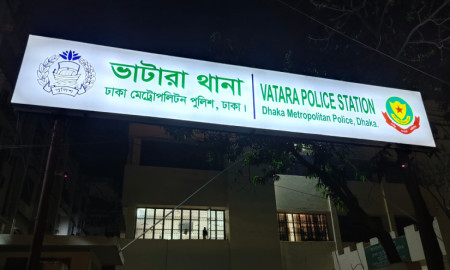 ভাটারা থানা
ঢাকা মেট্রোপলিটন পুলিশ, ঢাকা।
VATARA POLICE STATION
Dhaka Metropolitan Police, Dhaka.
পুলিশ